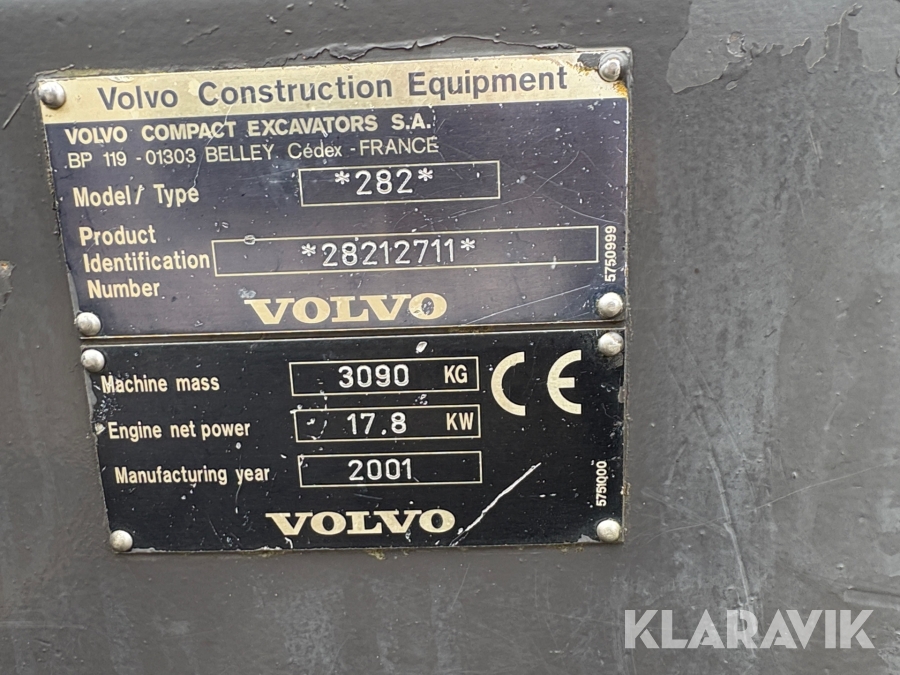 Volvo Construction Equipment
VOLVO COMPACT EXCAVATORS S.A.
BP 119 - 01303 BELLEY Cédex - FRANCE
Model / Type *282*
Product
Identification *28212711*
Number
5750999
VOLVO
Machine mass 3090 KG
CE
Engine net power 17.8 KW
Manufacturing year 2001
5751000
VOLVO
KLARAVIK